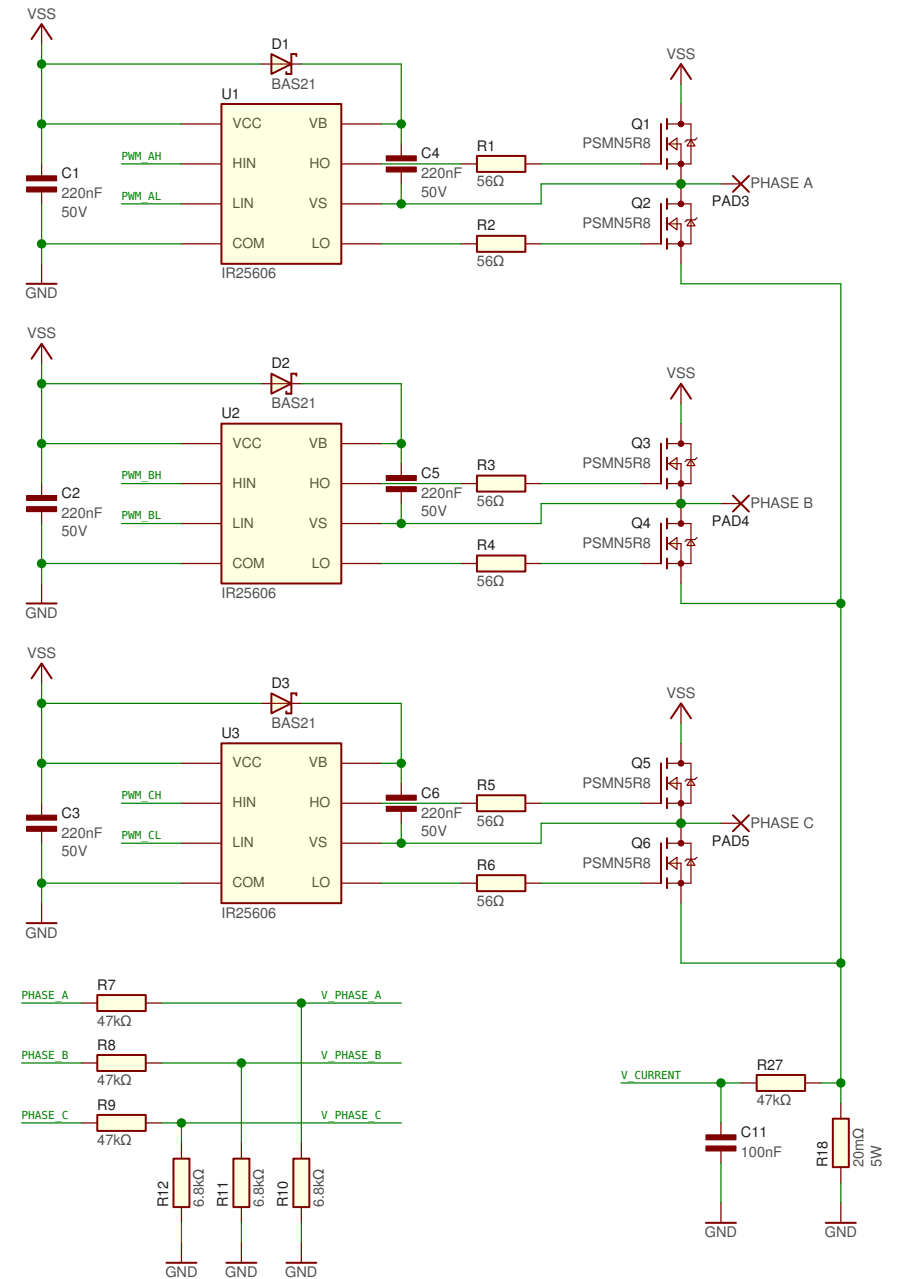 VSS
D1
BAS21
VSS
U1
VCC
VB
HIN
HO
LIN
VS
COM
LO
IR25606
PWM_AH
PWM_AL
C1
220nF
50V
GND
C4
220nF
50V
R1
56Ω
R2
56Ω
Q1
PSMN5R8
Q2
PSMN5R8
PHASE A
PAD3
VSS
D2
BAS21
VSS
U2
VCC
VB
HIN
HO
LIN
VS
COM
LO
IR25606
PWM_BH
PWM_BL
C2
220nF
50V
GND
C5
220nF
50V
R3
56Ω
R4
56Ω
Q3
PSMN5R8
Q4
PSMN5R8
PHASE B
PAD4
VSS
D3
BAS21
VSS
U3
VCC
VB
HIN
HO
LIN
VS
COM
LO
IR25606
PWM_CH
PWM_CL
C3
220nF
50V
GND
C6
220nF
50V
R5
56Ω
R6
56Ω
Q5
PSMN5R8
Q6
PSMN5R8
PHASE C
PAD5
PHASE_A
R7
47kΩ
V_PHASE_A
PHASE_B
R8
47kΩ
V_PHASE_B
PHASE_C
R9
47kΩ
V_PHASE_C
R12
6.8kΩ
R11
6.8kΩ
R10
6.8kΩ
GND
GND
GND
V_CURRENT
R27
47kΩ
C11
100nF
R18
20mΩ
5W
GND
GND